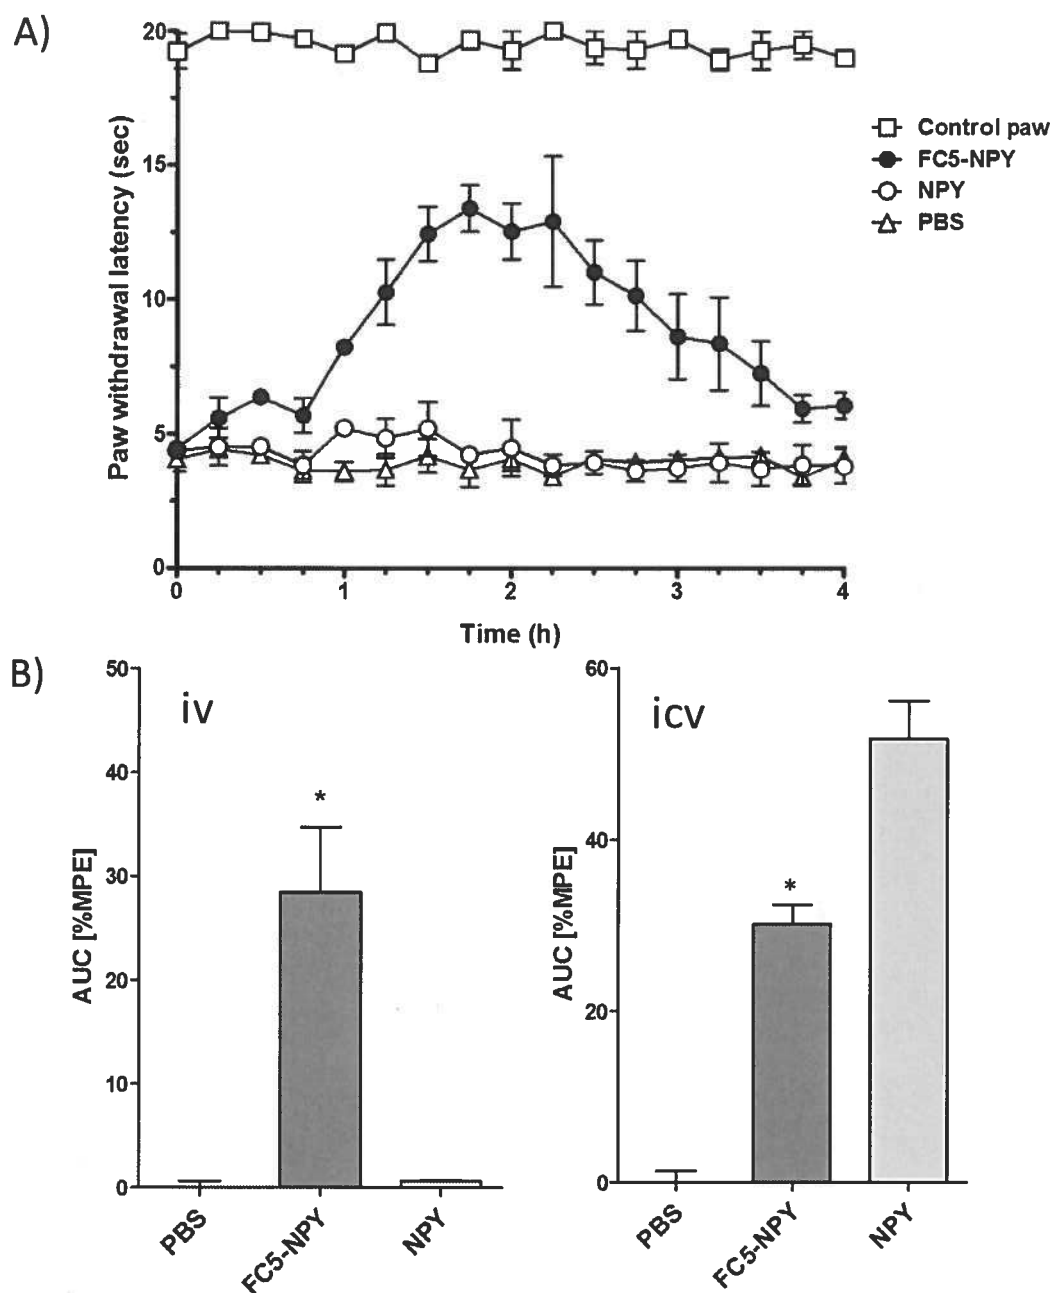 A)
20
15
10
5
0
Paw withdrawal latency (sec)
0 1 2 3 4
Time (h)
Control paw
FC5-NPY
NPY
PBS
B)
50
40
30
20
10
0
AUC [%MPE]
iv
*
PBS
FC5-NPY
NPY
60
40
20
0
AUC [%MPE]
icv
*
PBS
FC5-NPY
NPY